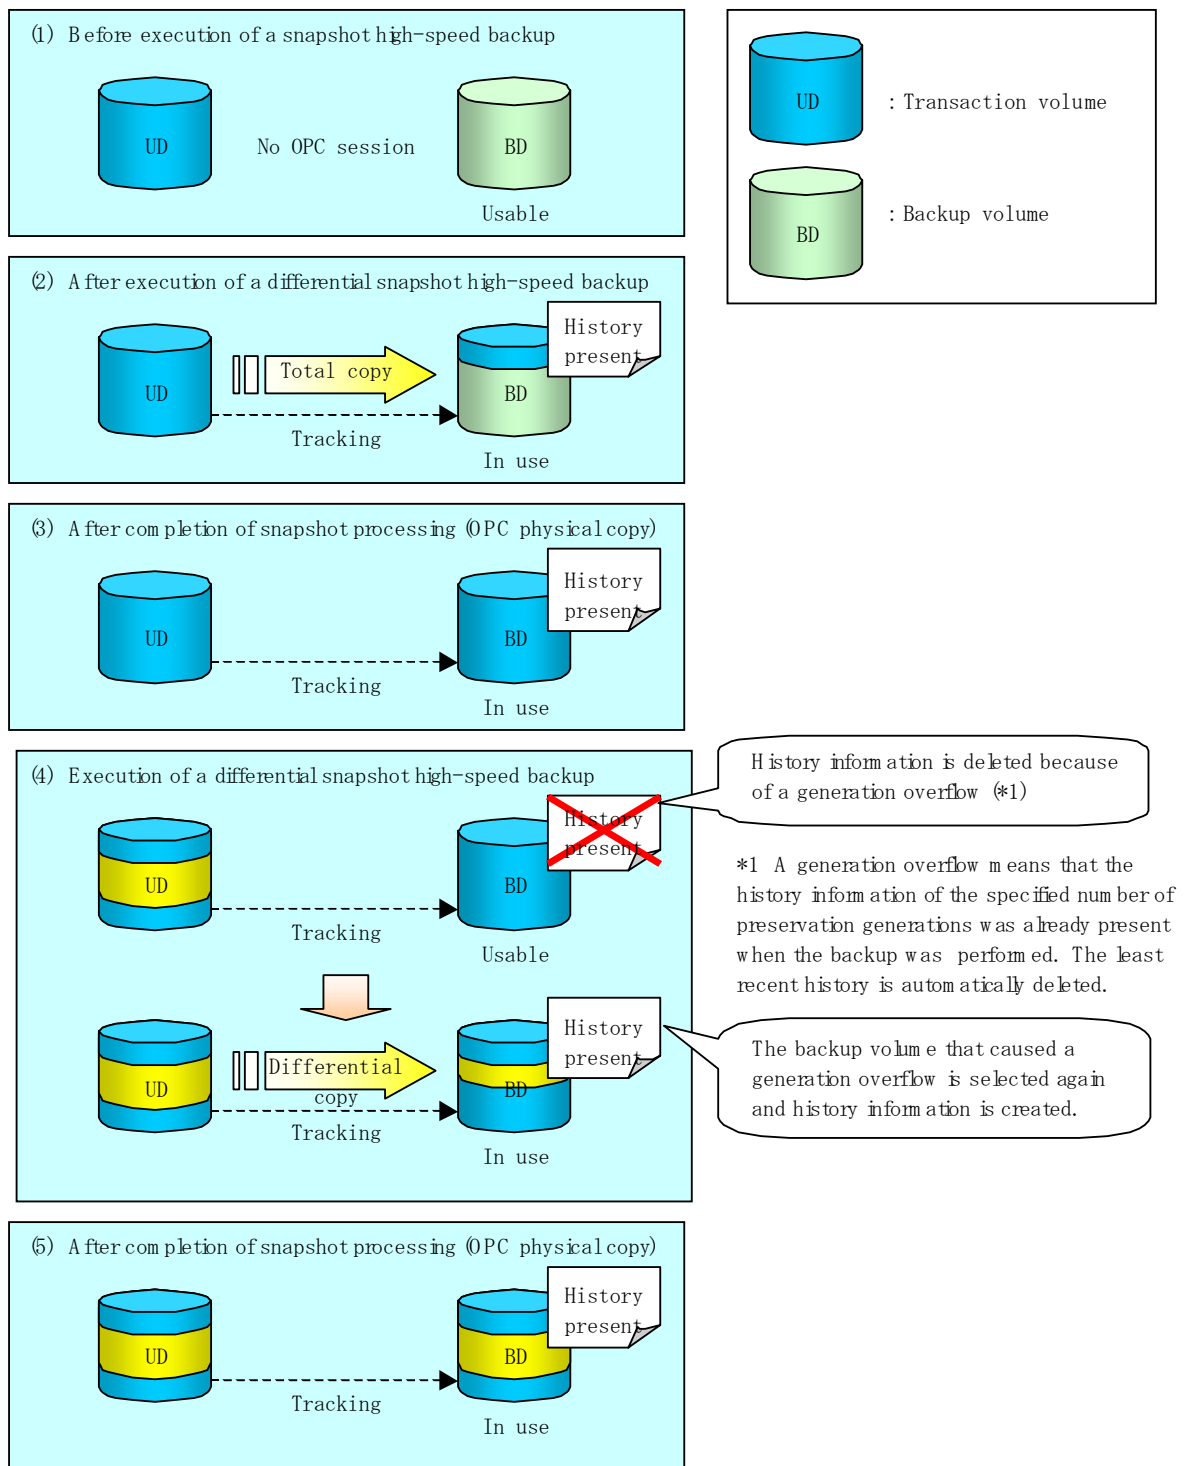 (1) Before execution of a snapshot high-speed backup
UD
No OPC session
BD
Usable
UD
: Transaction volume
BD
: Backup volume
(2) After execution of a differential snapshot high-speed backup
History
present
UD
Total copy
BD
Tracking
In use
(3) After completion of snapshot processing (OPC physical copy)
History
present
UD
BD
Tracking
In use
(4) Execution of a differential snapshot high-speed backup
History
present
UD
BD
Tracking
Usable
History information is deleted because
of a generation overflow (*1)
*1 A generation overflow means that the
history information of the specified number of
preservation generations was already present
when the backup was performed. The least
recent history is automatically deleted.
History
present
UD
Differential
copy
BD
Tracking
In use
The backup volume that caused a
generation overflow is selected again
and history information is created.
(5) After completion of snapshot processing (OPC physical copy)
History
present
UD
BD
Tracking
In use